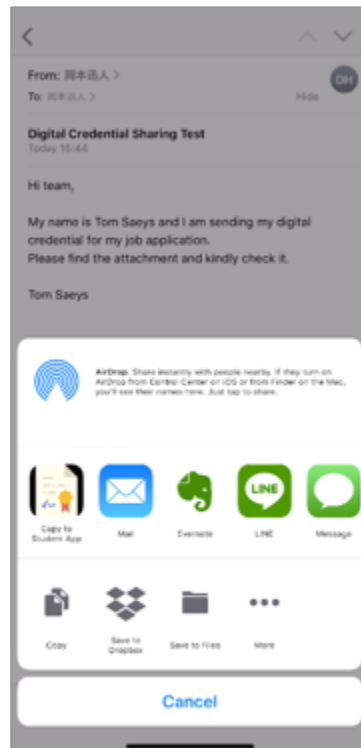 From: 岡本迅人 >
OH
To: 岡本迅人 >
Hide
Digital Credential Sharing Test
Today 15:44
Hi team,
My name is Tom Saeys and I am sending my digital
credential for my job application.
Please find the attachment and kindly check it.
Tom Saeys
AirDrop. Share instantly with people nearby. If they turn on
AirDrop from Control Center on iOS or from Finder on the Mac,
you'll see their names here. Just tap to share.
LINE
Copy to
Student App
Mail
Evernote
LINE
Message
Copy
Save to
Dropbox
Save to Files
More
Cancel